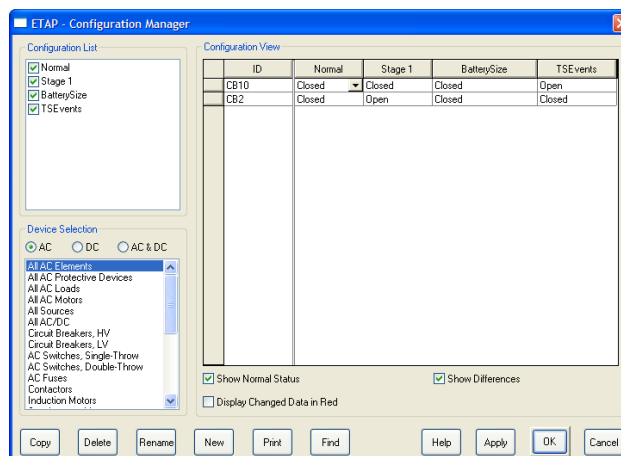 ETAP - Configuration Manager
Configuration List
Normal
Stage 1
BatterySize
TSEvents
Configuration View
ID Normal Stage 1 BatterySize TSEvents
CB10 Closed Closed Closed Open
CB2 Closed Open Closed Closed
Device Selection
AC DC AC & DC
All AC Elements
All AC Protective Devices
All AC Loads
All AC Motors
All Sources
All AC/DC
Circuit Breakers, HV
Circuit Breakers, LV
AC Switches, Single-Throw
AC Switches, Double-Throw
AC Fuses
Contactors
Induction Motors
Show Normal Status Show Differences
Display Changed Data in Red
Copy Delete Rename New Print Find Help Apply OK Cancel